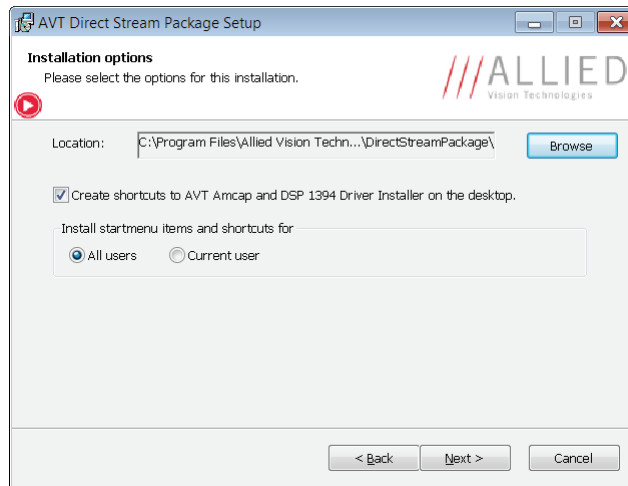 AVT Direct Stream Package Setup
Installation options
Please select the options for this installation.
ALLIED
Vision Technologies
Location: C:\Program Files\Allied Vision Techn...\DirectStreamPackage\ Browse
Create shortcuts to AVT Amcap and DSP 1394 Driver Installer on the desktop.
Install startmenu items and shortcuts for
All users Current user
< Back Next > Cancel